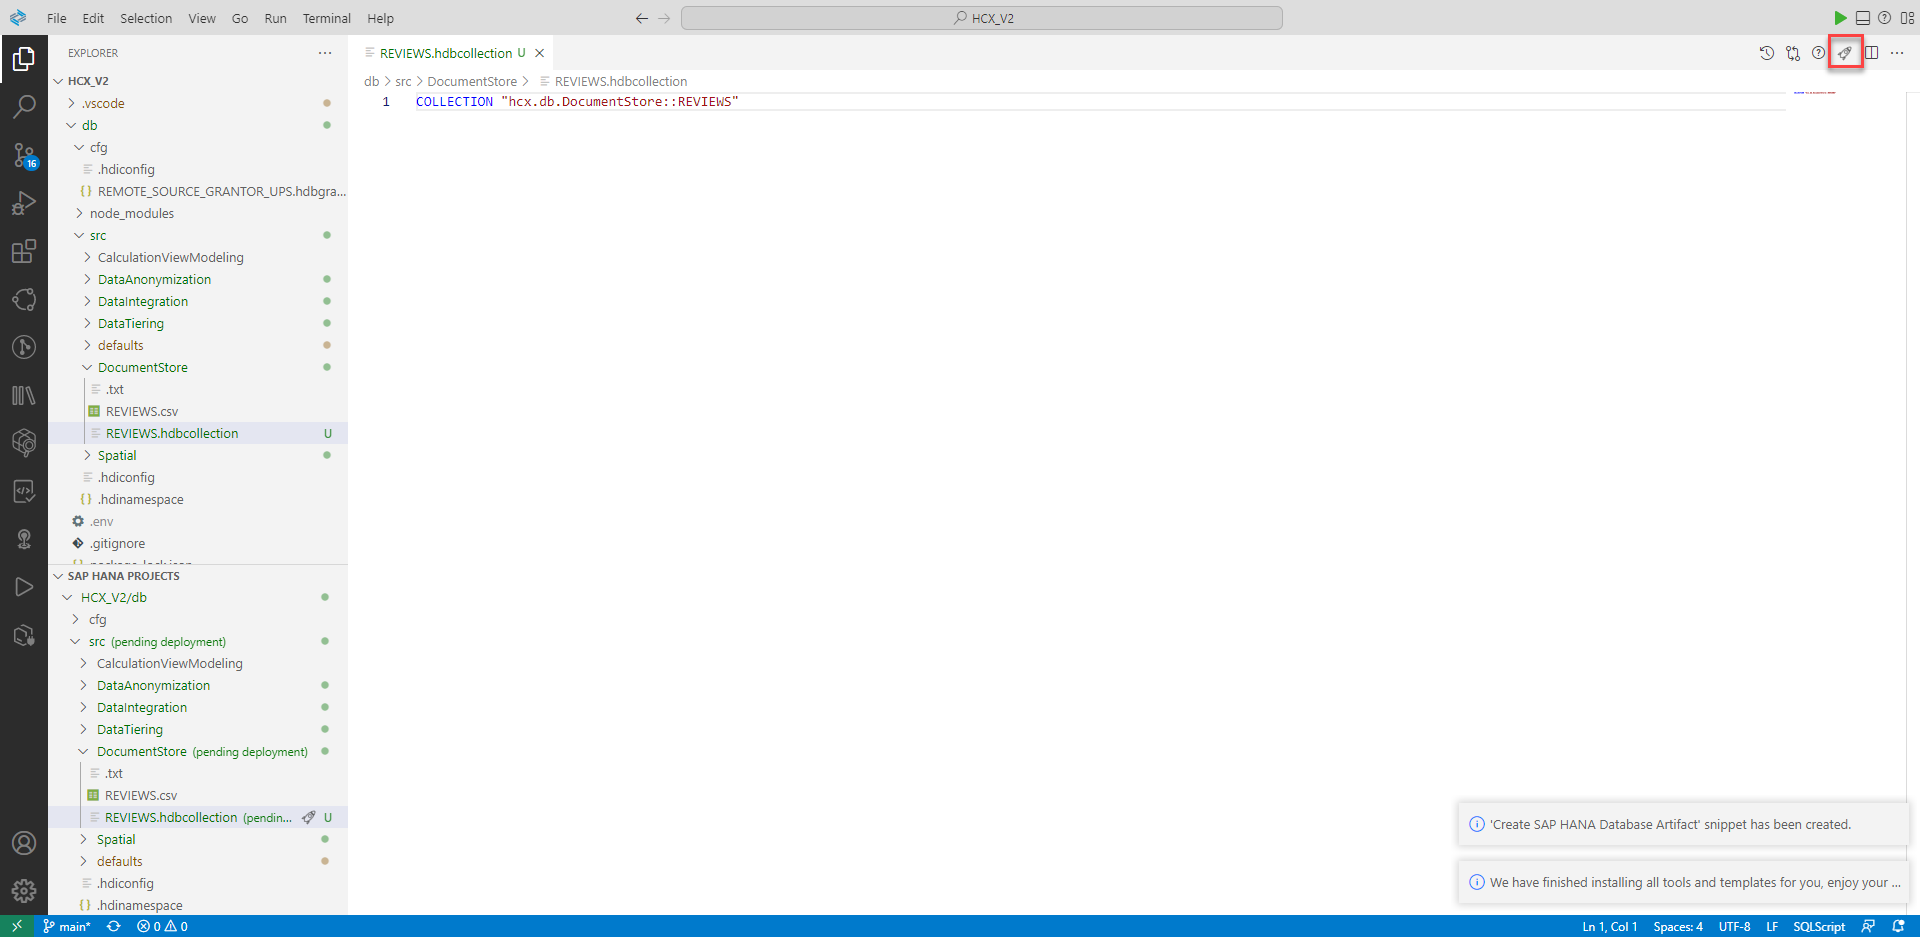 File Edit Selection View Go Run Terminal Help
HCX_V2
EXPLORER
HCX_V2
.vscode
db
cfg
.hdiconfig
REMOTE_SOURCE_GRANTOR_UPS.hdbgra...
node_modules
src
CalculationViewModeling
DataAnonymization
DataIntegration
DataTiering
defaults
DocumentStore
.txt
REVIEWS.csv
REVIEWS.hdbcollection U
Spatial
.hdiconfig
.hdinamespace
.env
.gitignore
SAP HANA PROJECTS
HCX_V2/db
cfg
src (pending deployment)
CalculationViewModeling
DataAnonymization
DataIntegration
DataTiering
DocumentStore (pending deployment)
.txt
REVIEWS.csv
REVIEWS.hdbcollection (pendin... U
Spatial
defaults
.hdiconfig
.hdinamespace
16
REVIEWS.hdbcollection U
db > src > DocumentStore > REVIEWS.hdbcollection
1 COLLECTION "hcx.db.DocumentStore::REVIEWS"
'Create SAP HANA Database Artifact' snippet has been created.
We have finished installing all tools and templates for you, enjoy your ...
main* 0 0 Ln 1, Col 1 Spaces: 4 UTF-8 LF SQLScript